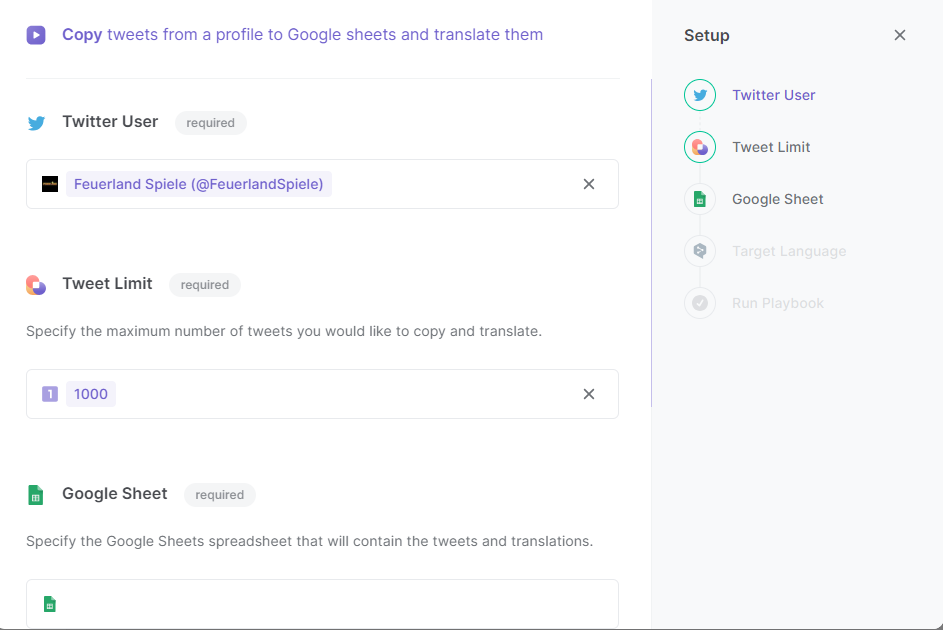 Copy tweets from a profile to Google sheets and translate them
Twitter User required
Feuerland Spiele (@FeuerlandSpiele)
Tweet Limit required
Specify the maximum number of tweets you would like to copy and translate.
1 1000
Google Sheet required
Specify the Google Sheets spreadsheet that will contain the tweets and translations.
Setup
Twitter User
Tweet Limit
Google Sheet
Target Language
Run Playbook